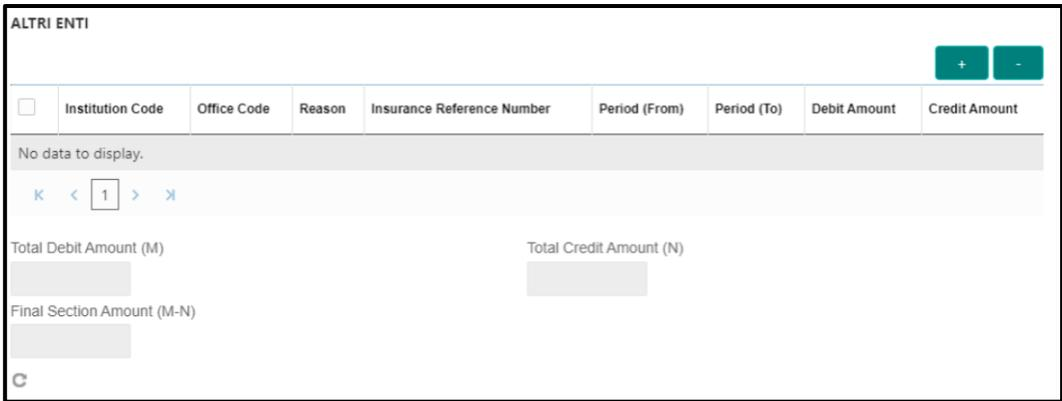 ALTRI ENTI
+ -
Institution Code Office Code Reason Insurance Reference Number Period (From) Period (To) Debit Amount Credit Amount
No data to display.
1
Total Debit Amount (M) Total Credit Amount (N)
Final Section Amount (M-N)